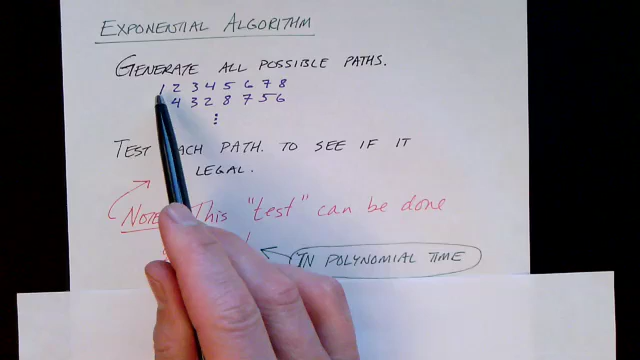 EXPONENTIAL ALGORITHM
GENERATE ALL POSSIBLE PATHS.
1 2 3 4 5 6 7 8
4 3 2 8 7 5 6
TEST PATH. TO SEE IF IT
LEGAL.
NOTE This "test" can be done
IN POLYNOMIAL TIME